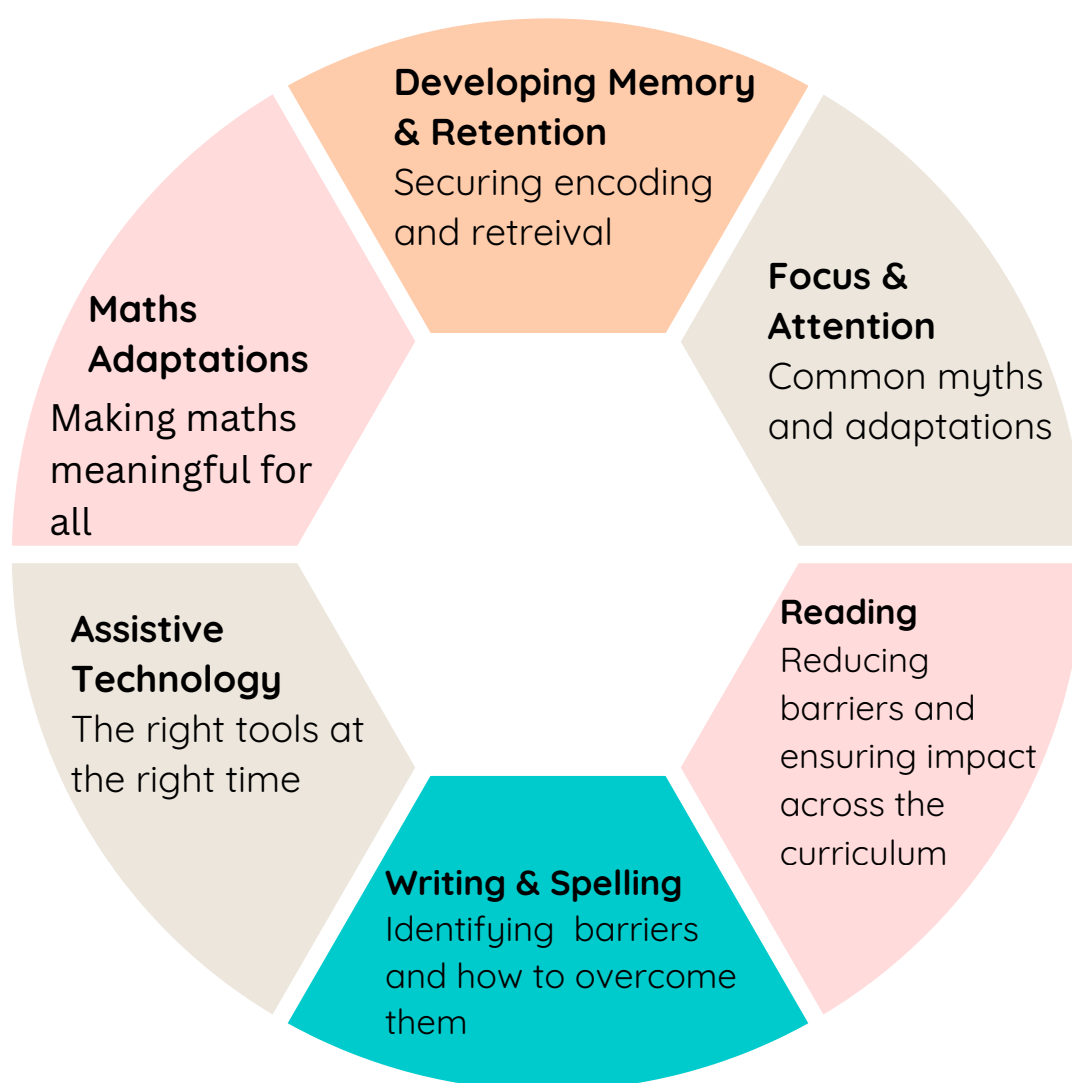 Developing Memory
& Retention
Securing encoding
and retreival
Focus &
Attention
Common myths
and adaptations
Reading
Reducing
barriers and
ensuring impact
across the
curriculum
Writing & Spelling
Identifying  barriers
and how to overcome
them
Assistive
Technology
The right tools at
the right time
Maths
Adaptations
Making maths
meaningful for
all